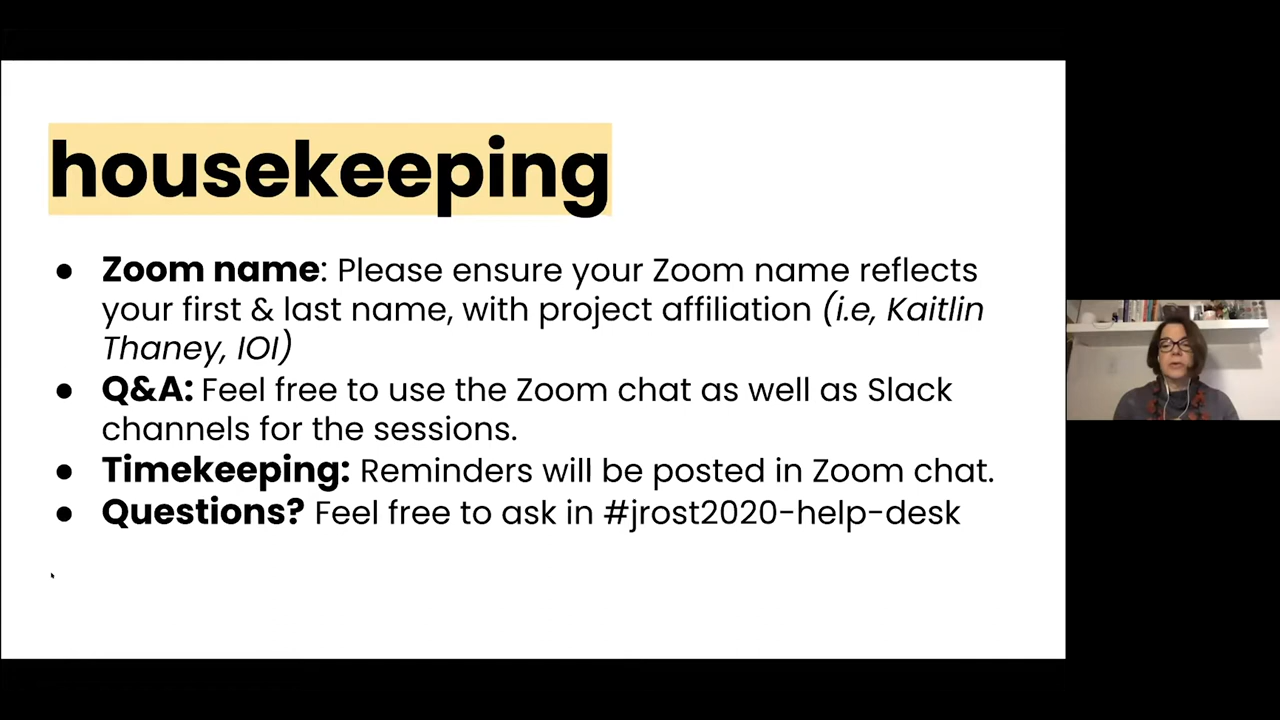 housekeeping
● Zoom name: Please ensure your Zoom name reflects
your first & last name, with project affiliation (i.e, Kaitlin
Thaney, IOI)
● Q&A: Feel free to use the Zoom chat as well as Slack
channels for the sessions.
● Timekeeping: Reminders will be posted in Zoom chat.
● Questions? Feel free to ask in #jrost2020-help-desk